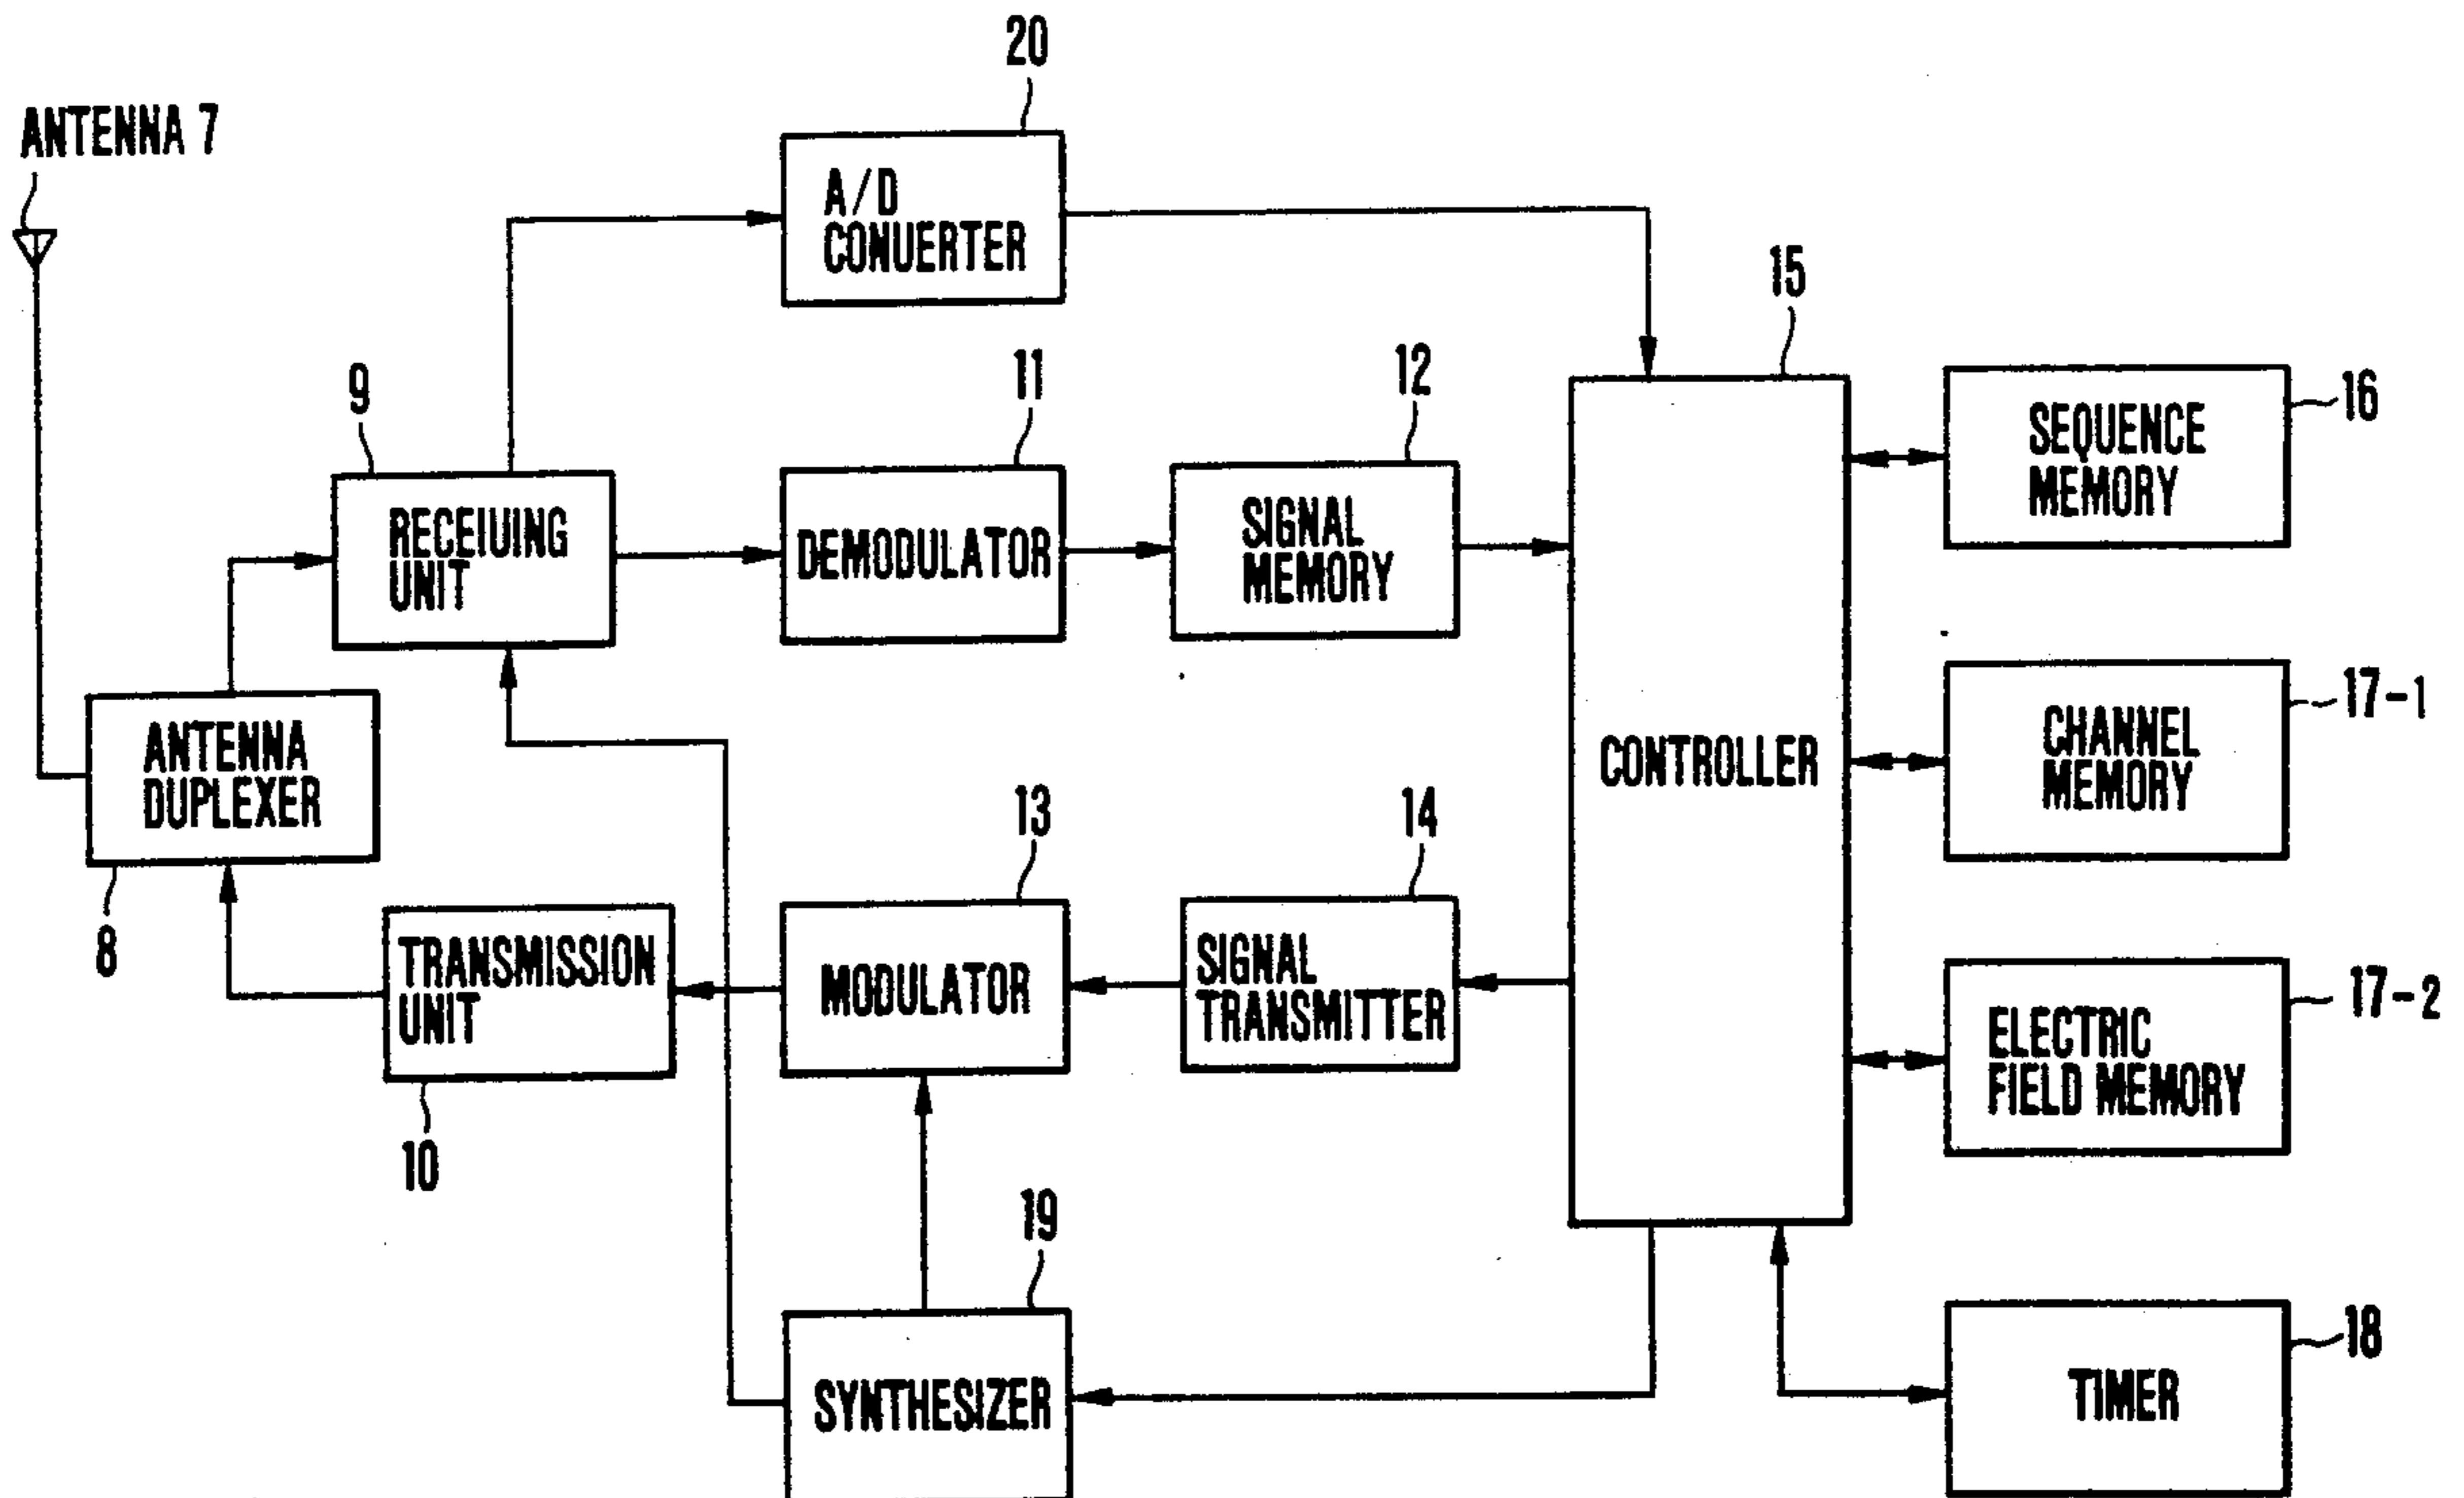 20
ANTENNA 7
A/D
CONUERTER
15
9
11
12
16
SEQUENCE
MEMORY
RECEIUING
UNIT
DEMODULATOR
SIGNAL
MEMORY
17-1
ANTENNA
DUPLEXER
CONTROLLER
CHANNEL
MEMORY
13
14
8
TRANSMISSION
UNIT
MODULATOR
SIGNAL
TRANSMITTER
17-2
ELECTRIC
FIELD MEMORY
10
19
18
SYNTHESIZER
TIMER